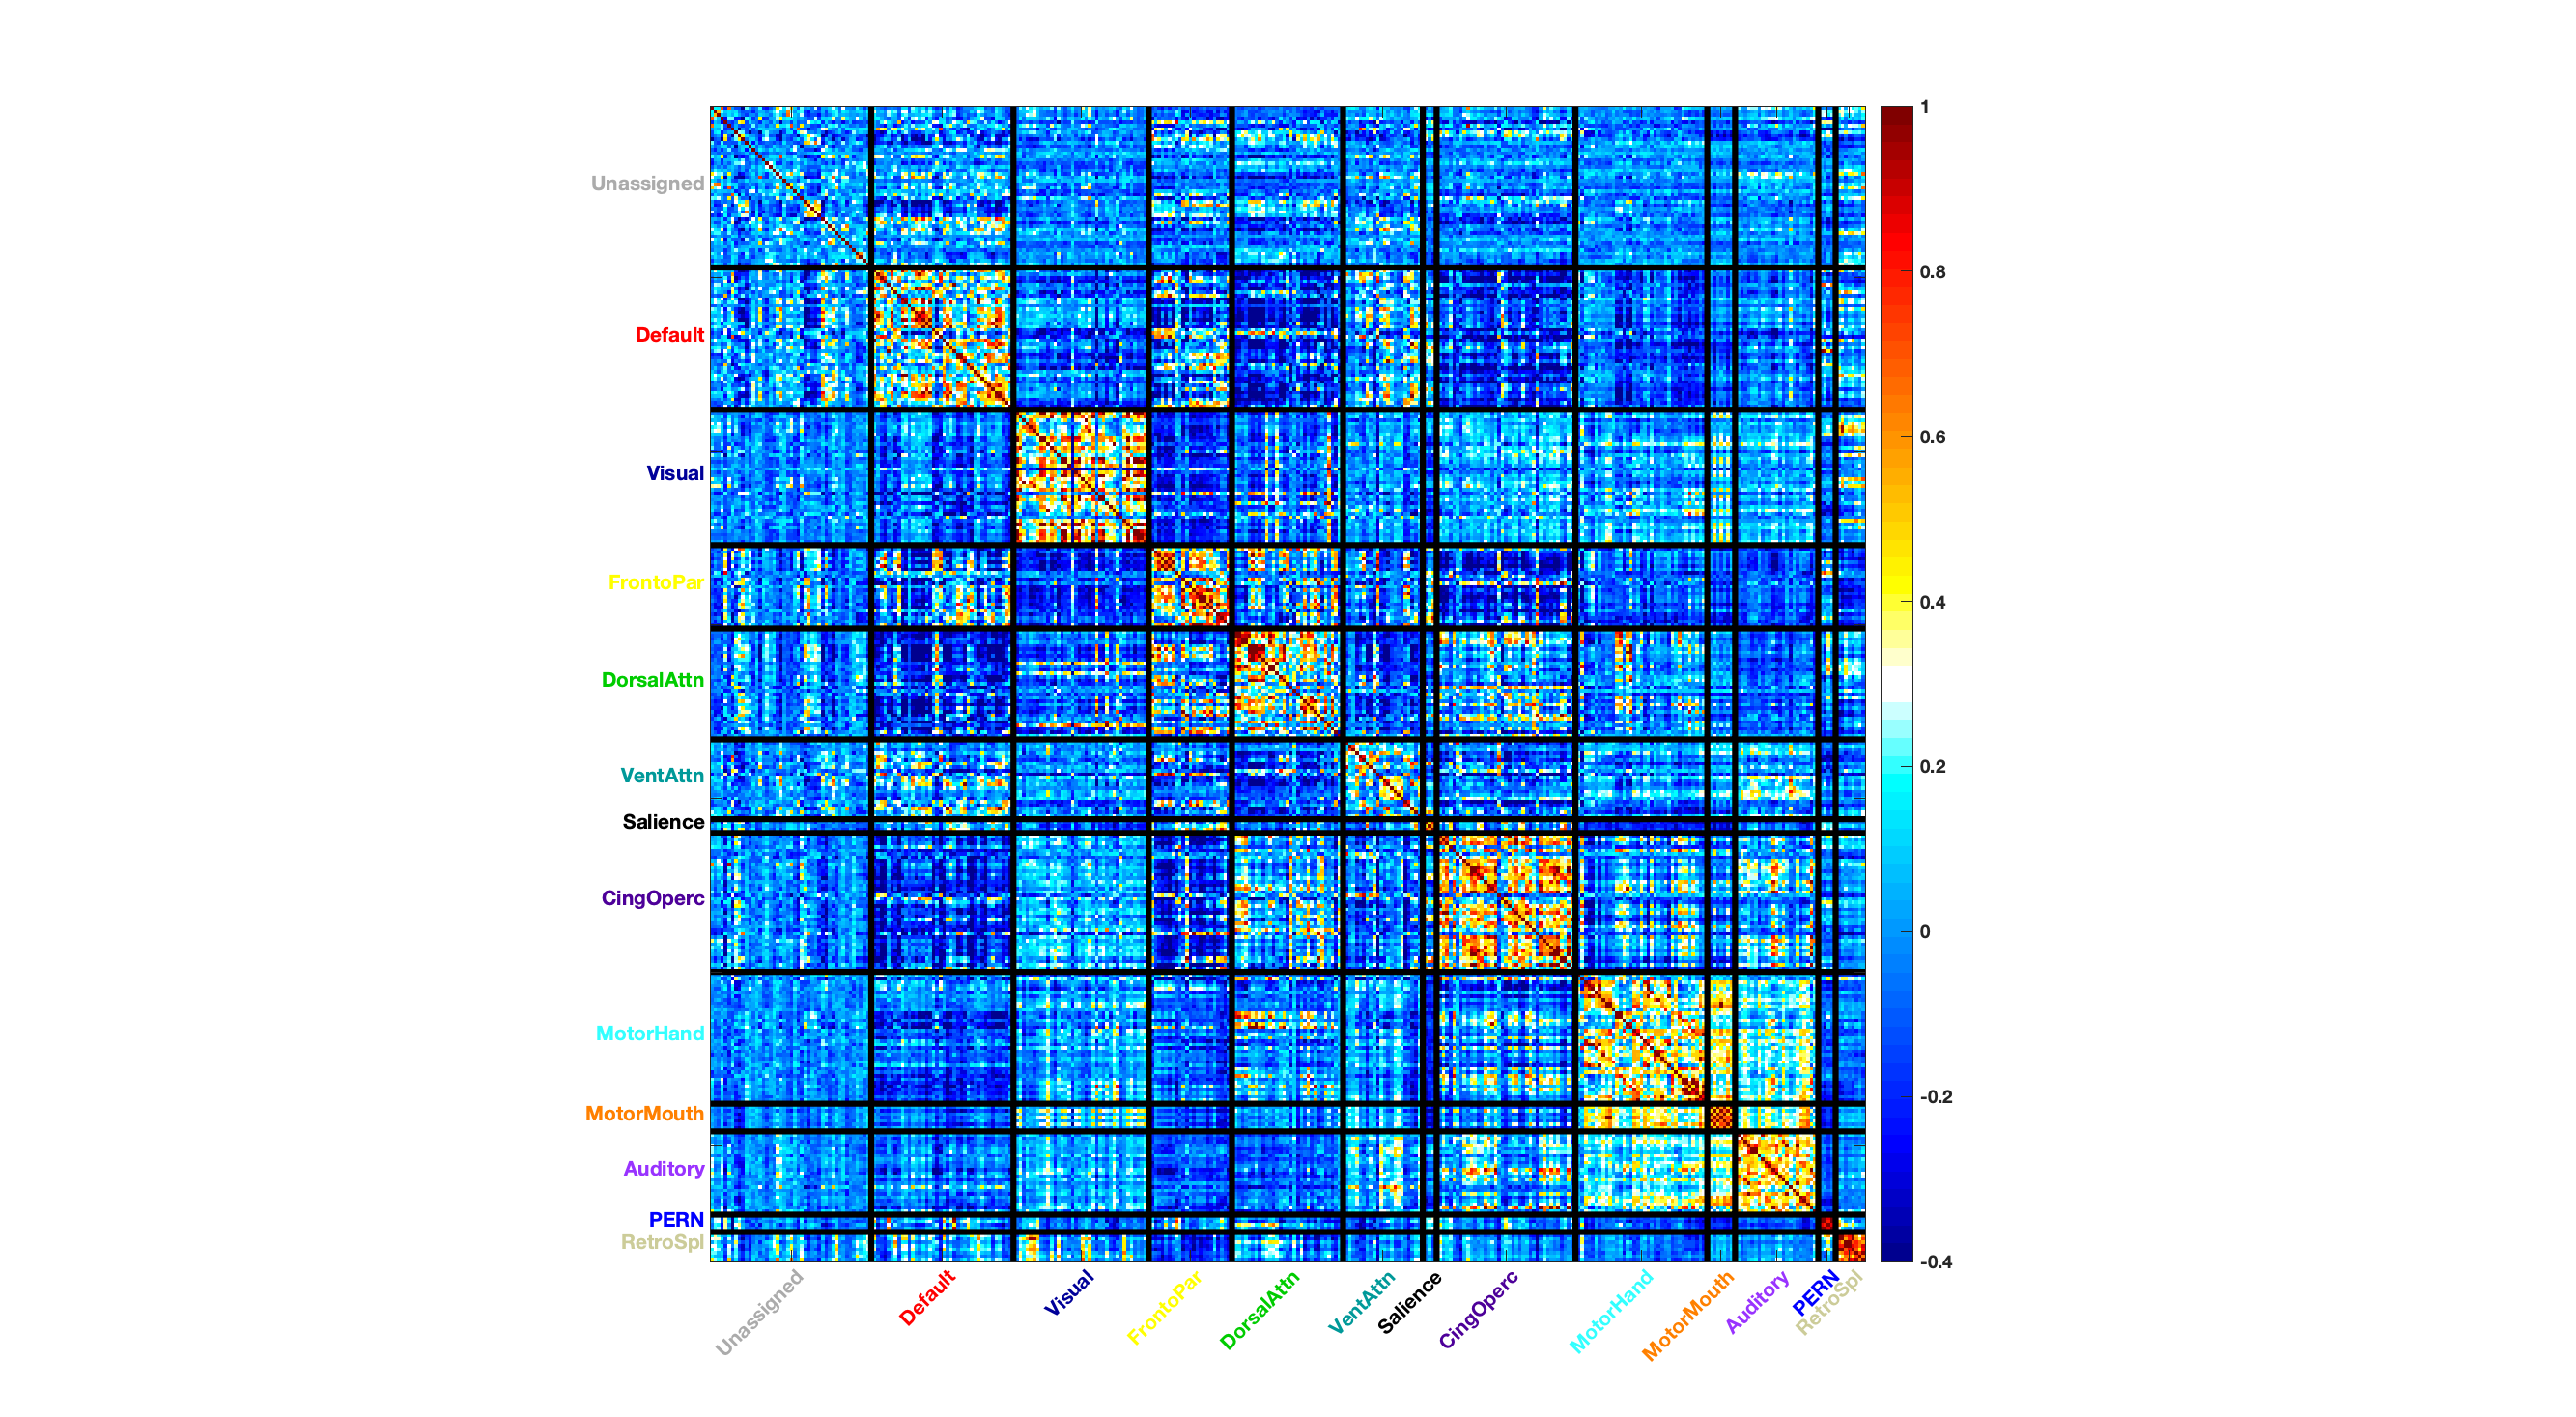 Unassigned
Default
Visual
FrontoPar
DorsalAttn
VentAttn
Salience
CingOperc
MotorHand
MotorMouth
Auditory
PERN
RetroSpl
Unassigned
Default
Visual
FrontoPar
DorsalAttn
VentAttn
Salience
CingOperc
MotorHand
MotorMouth
Auditory
PERN
RetroSpl
1
0.8
0.6
0.4
0.2
0
-0.2
-0.4